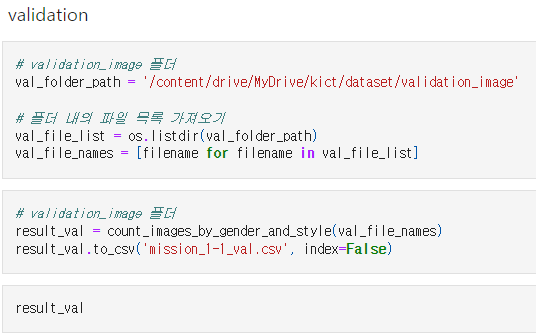 validation
# validation_image 폴더
val_folder_path = '/content/drive/MyDrive/kict/dataset/validation_image'
# 폴더 내의 파일 목록 가져오기
val_file_list = os.listdir(val_folder_path)
val_file_names = [filename for filename in val_file_list]
# validation_image 폴더
result_val = count_images_by_gender_and_style(val_file_names)
result_val.to_csv('mission_1-1_val.csv', index=False)
result_val